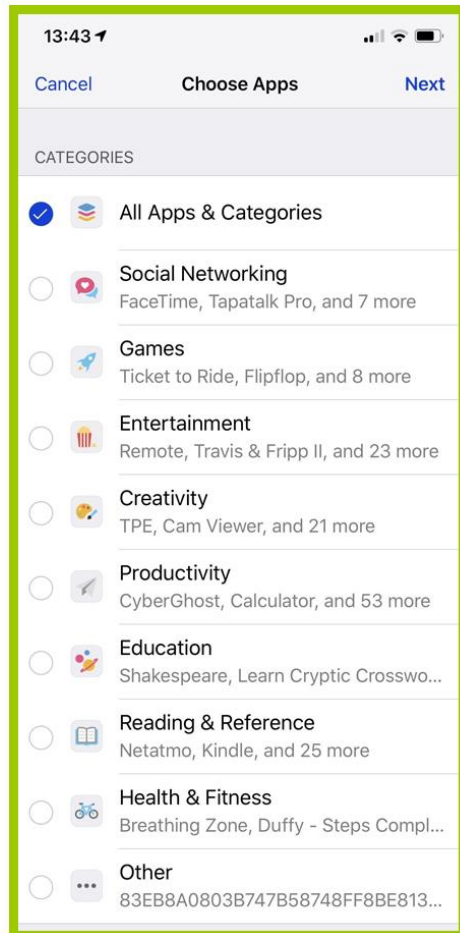 13:43
Cancel Choose Apps Next
CATEGORIES
All Apps & Categories
Social Networking
FaceTime, Tapatalk Pro, and 7 more
Games
Ticket to Ride, Flipflop, and 8 more
Entertainment
Remote, Travis & Fripp II, and 23 more
Creativity
TPE, Cam Viewer, and 21 more
Productivity
CyberGhost, Calculator, and 53 more
Education
Shakespeare, Learn Cryptic Crosswo...
Reading & Reference
Netatmo, Kindle, and 25 more
Health & Fitness
Breathing Zone, Duffy - Steps Compl...
Other
83EB8A0803B747B58748FF8BE813...